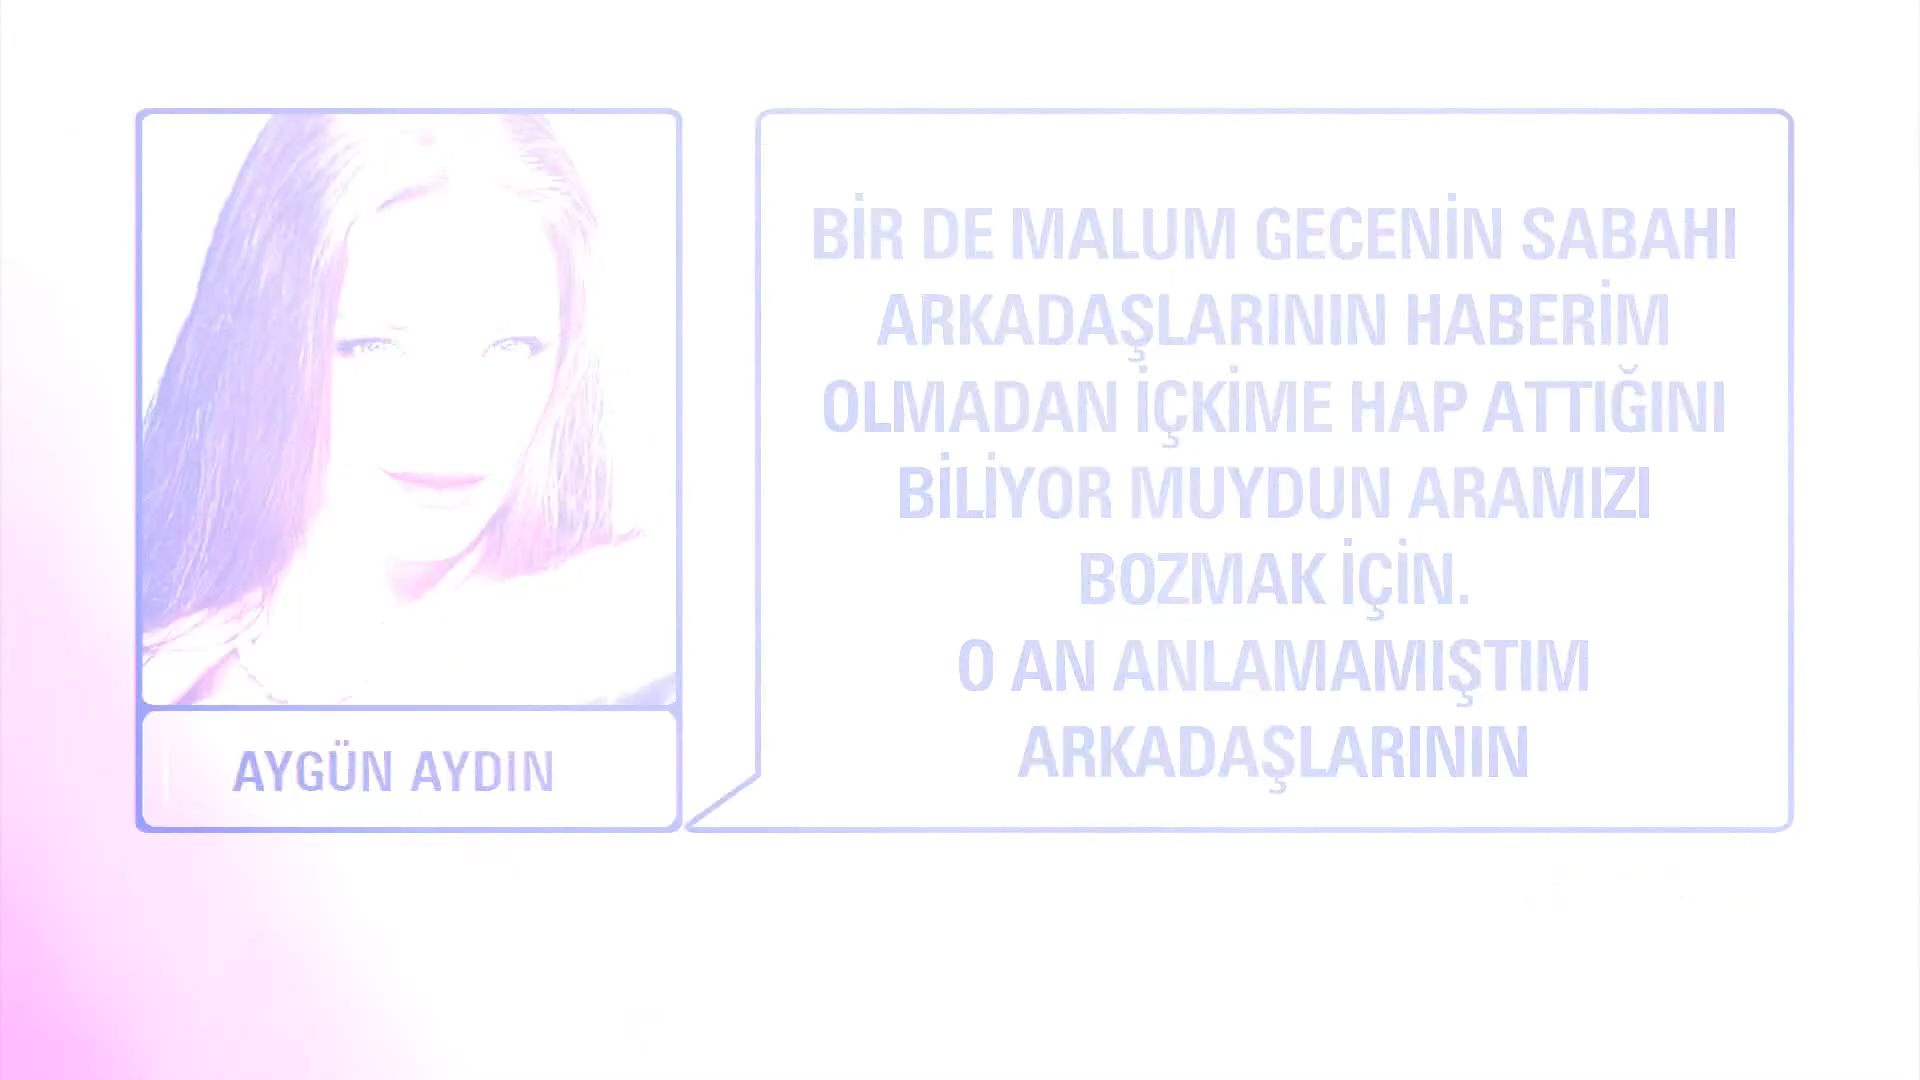 AYGÜN AYDIN
BİR DE MALUM GECENİN SABAHI
ARKADAŞLARININ HABERİM
OLMADAN İÇKİME HAP ATTIĞINI
BİLİYOR MUYDUN ARAMIZI
BOZMAK İÇİN.
O AN ANLAMAMIŞTIM
ARKADAŞLARININ